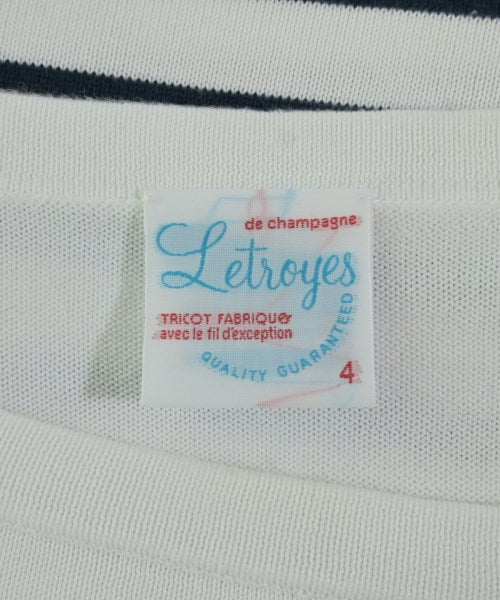 de champagne
Letroyes
TRICOT FABRIQUÉ
avec le fil d'exception
QUALITY GUARANTEED
4